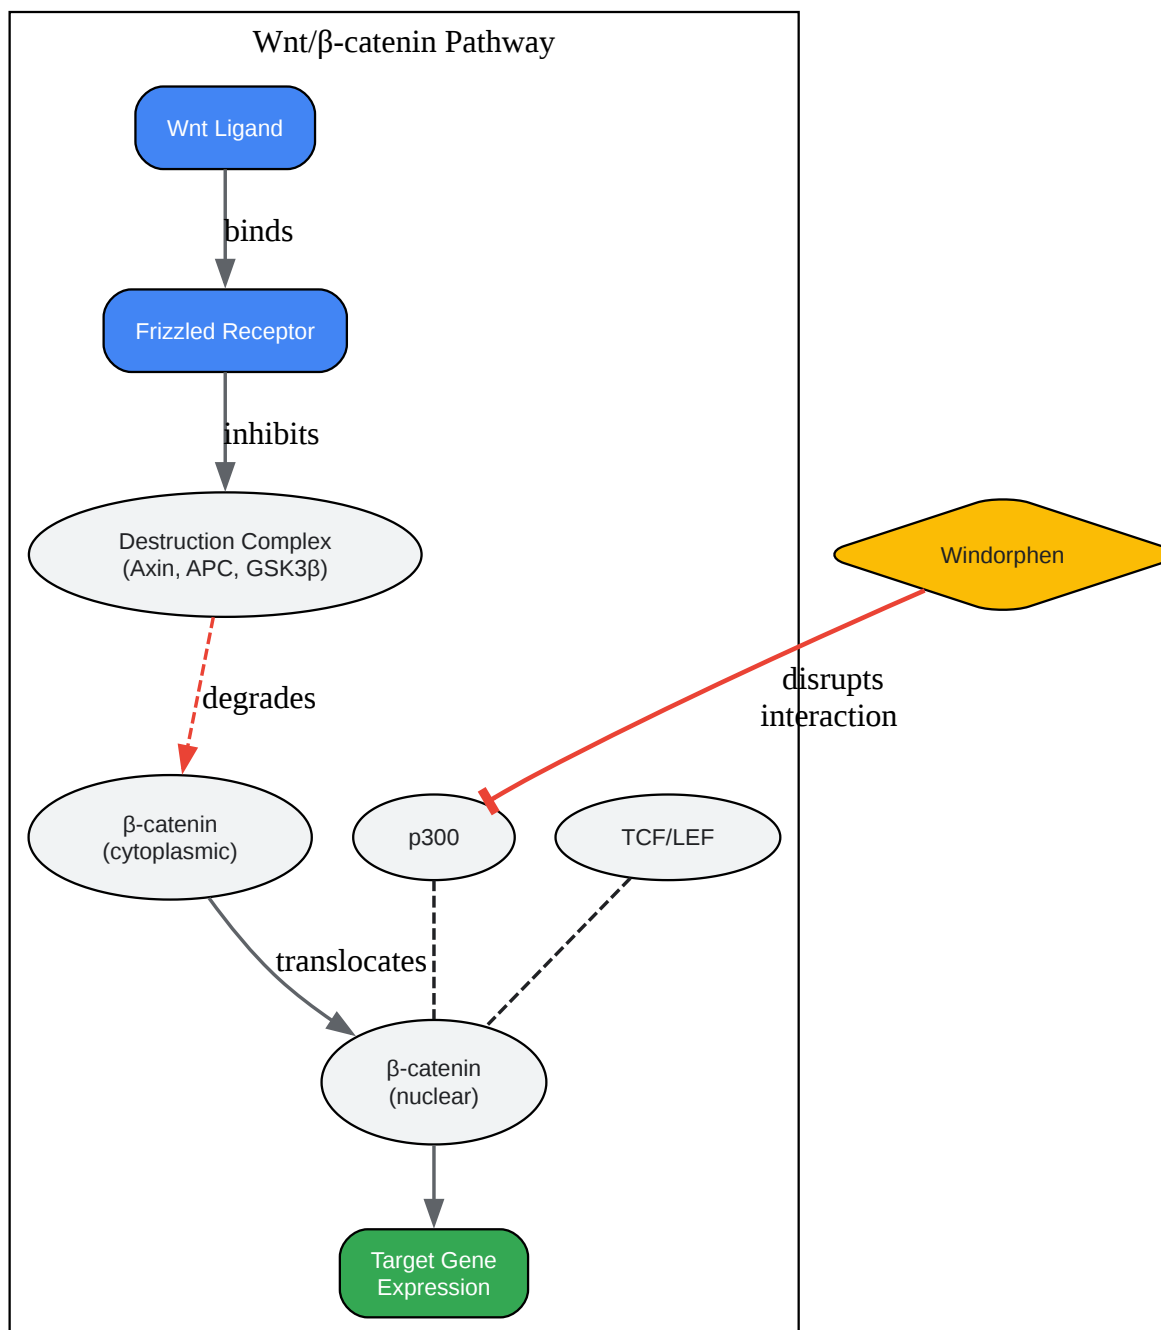 Wnt/β-catenin Pathway
Wnt Ligand
binds
Frizzled Receptor
inhibits
Destruction Complex
(Axin, APC, GSK3β)
Windorphen
disrupts
interaction
degrades
β-catenin
(cytoplasmic)
p300
TCF/LEF
translocates
β-catenin
(nuclear)
Target Gene
Expression